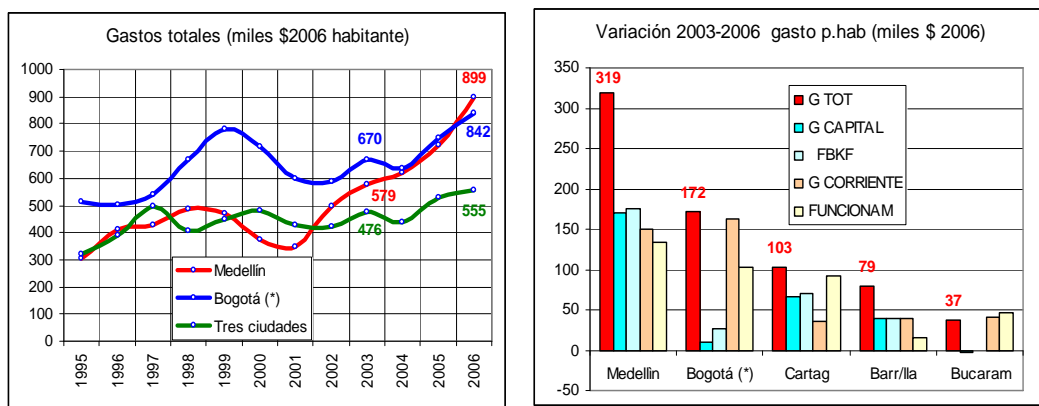 Gastos totales (miles $2006 habitante)
1000
900
800
700
600
500
400
300
200
100
0
899
842
670
579
476
555
Medellín
Bogotá (*)
Tres ciudades
1995
1996
1997
1998
1999
2000
2001
2002
2003
2004
2005
2006
Variación 2003-2006 gasto p.hab (miles $ 2006)
350
300
250
200
150
100
50
0
-50
319
172
103
79
37
G TOT
G CAPITAL
FBKF
G CORRIENTE
FUNCIONAM
Medellìn
Bogotá (*)
Cartag
Barr/lla
Bucaram